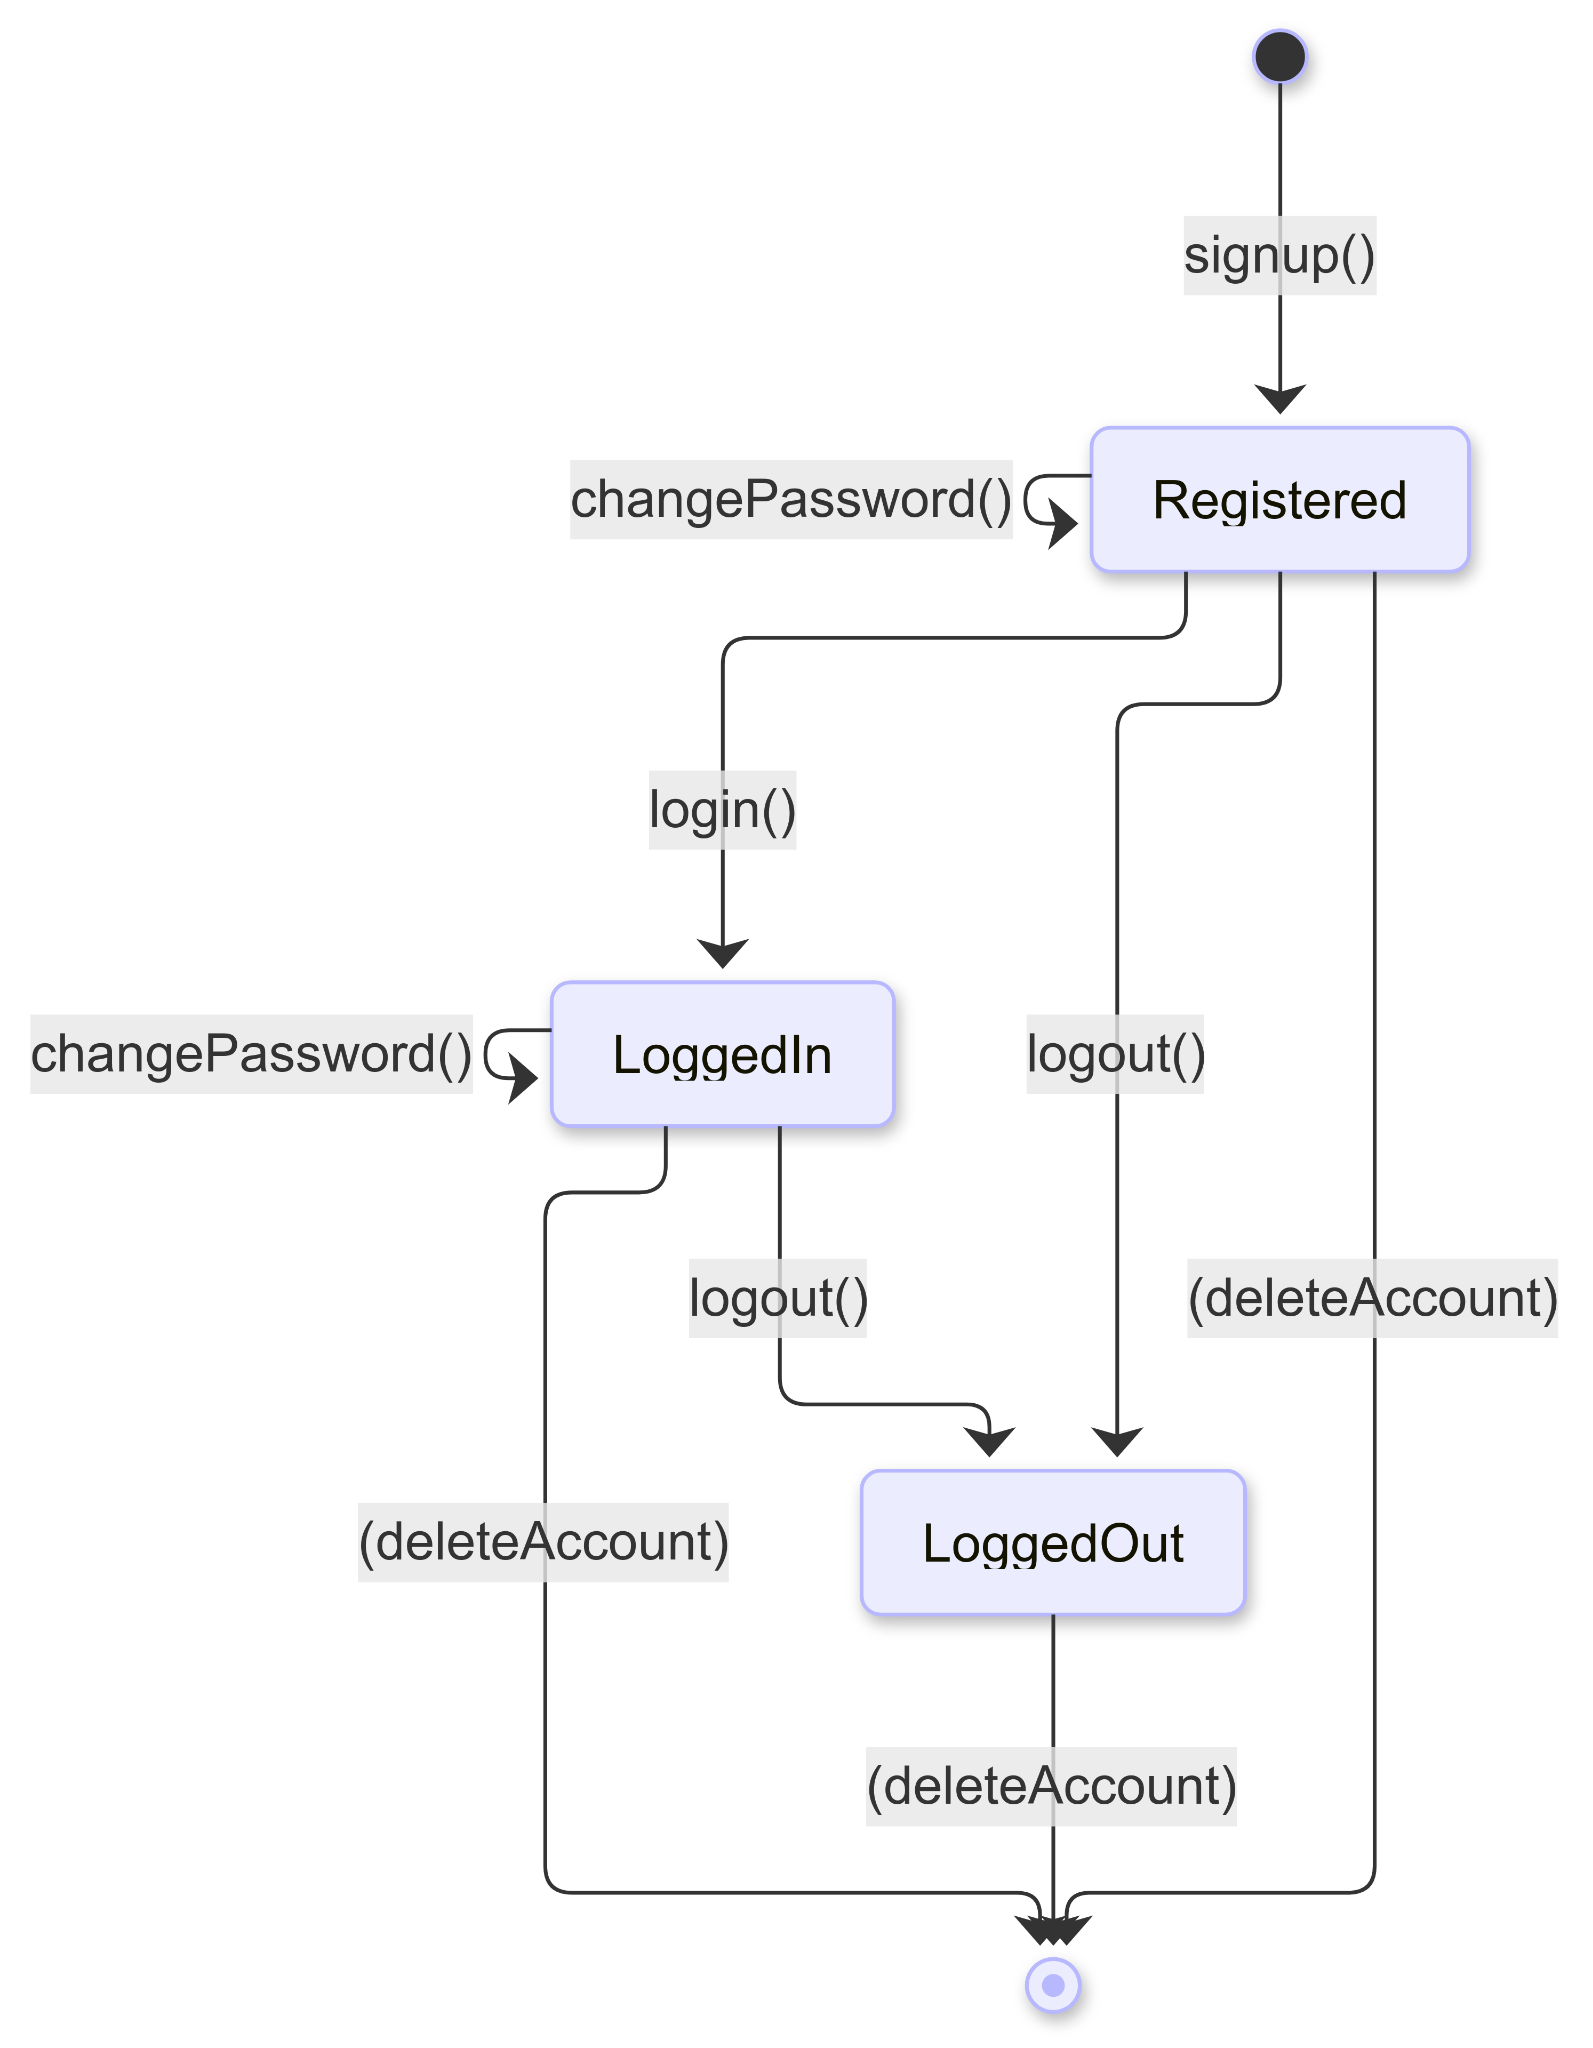 signup()
changePassword()
Registered
login()
changePassword()
LoggedIn
logout()
logout()
(deleteAccount)
(deleteAccount)
LoggedOut
(deleteAccount)